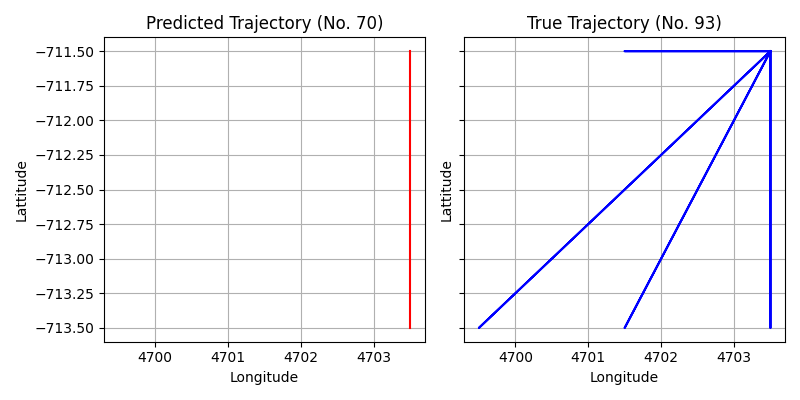 Predicted Trajectory (No. 70)
True Trajectory (No. 93)
−711.50
−711.75
−712.00
−712.25
−712.50
−712.75
−713.00
−713.25
−713.50
Lattitude
Lattitude
4700 4701 4702 4703
4700 4701 4702 4703
Longitude
Longitude